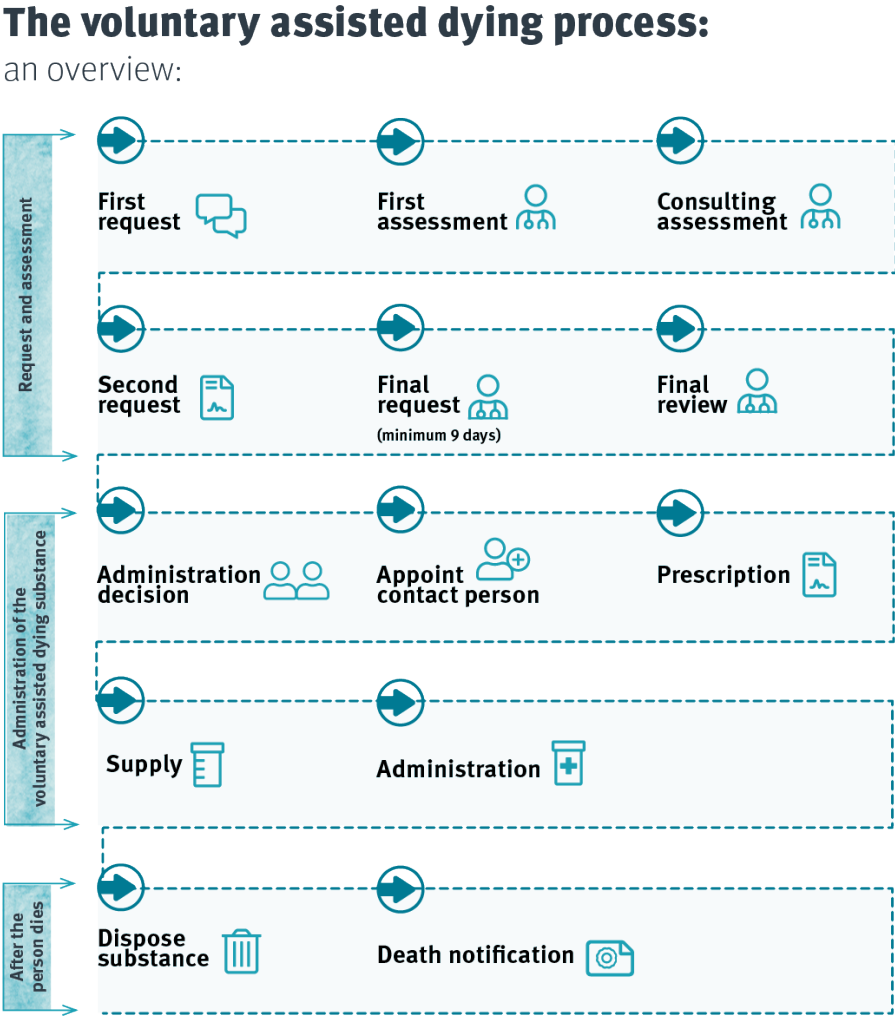 The voluntary assisted dying process:
an overview:
Request and assessment
First
request
First
assessment
Consulting
assessment
Second
request
Final
request
(minimum 9 days)
Final
review
Admnistration of the
voluntary assisted dying substance
Administration
decision
Appoint
contact person
Prescription
Supply
Administration
After the
person dies
Dispose
substance
Death notification